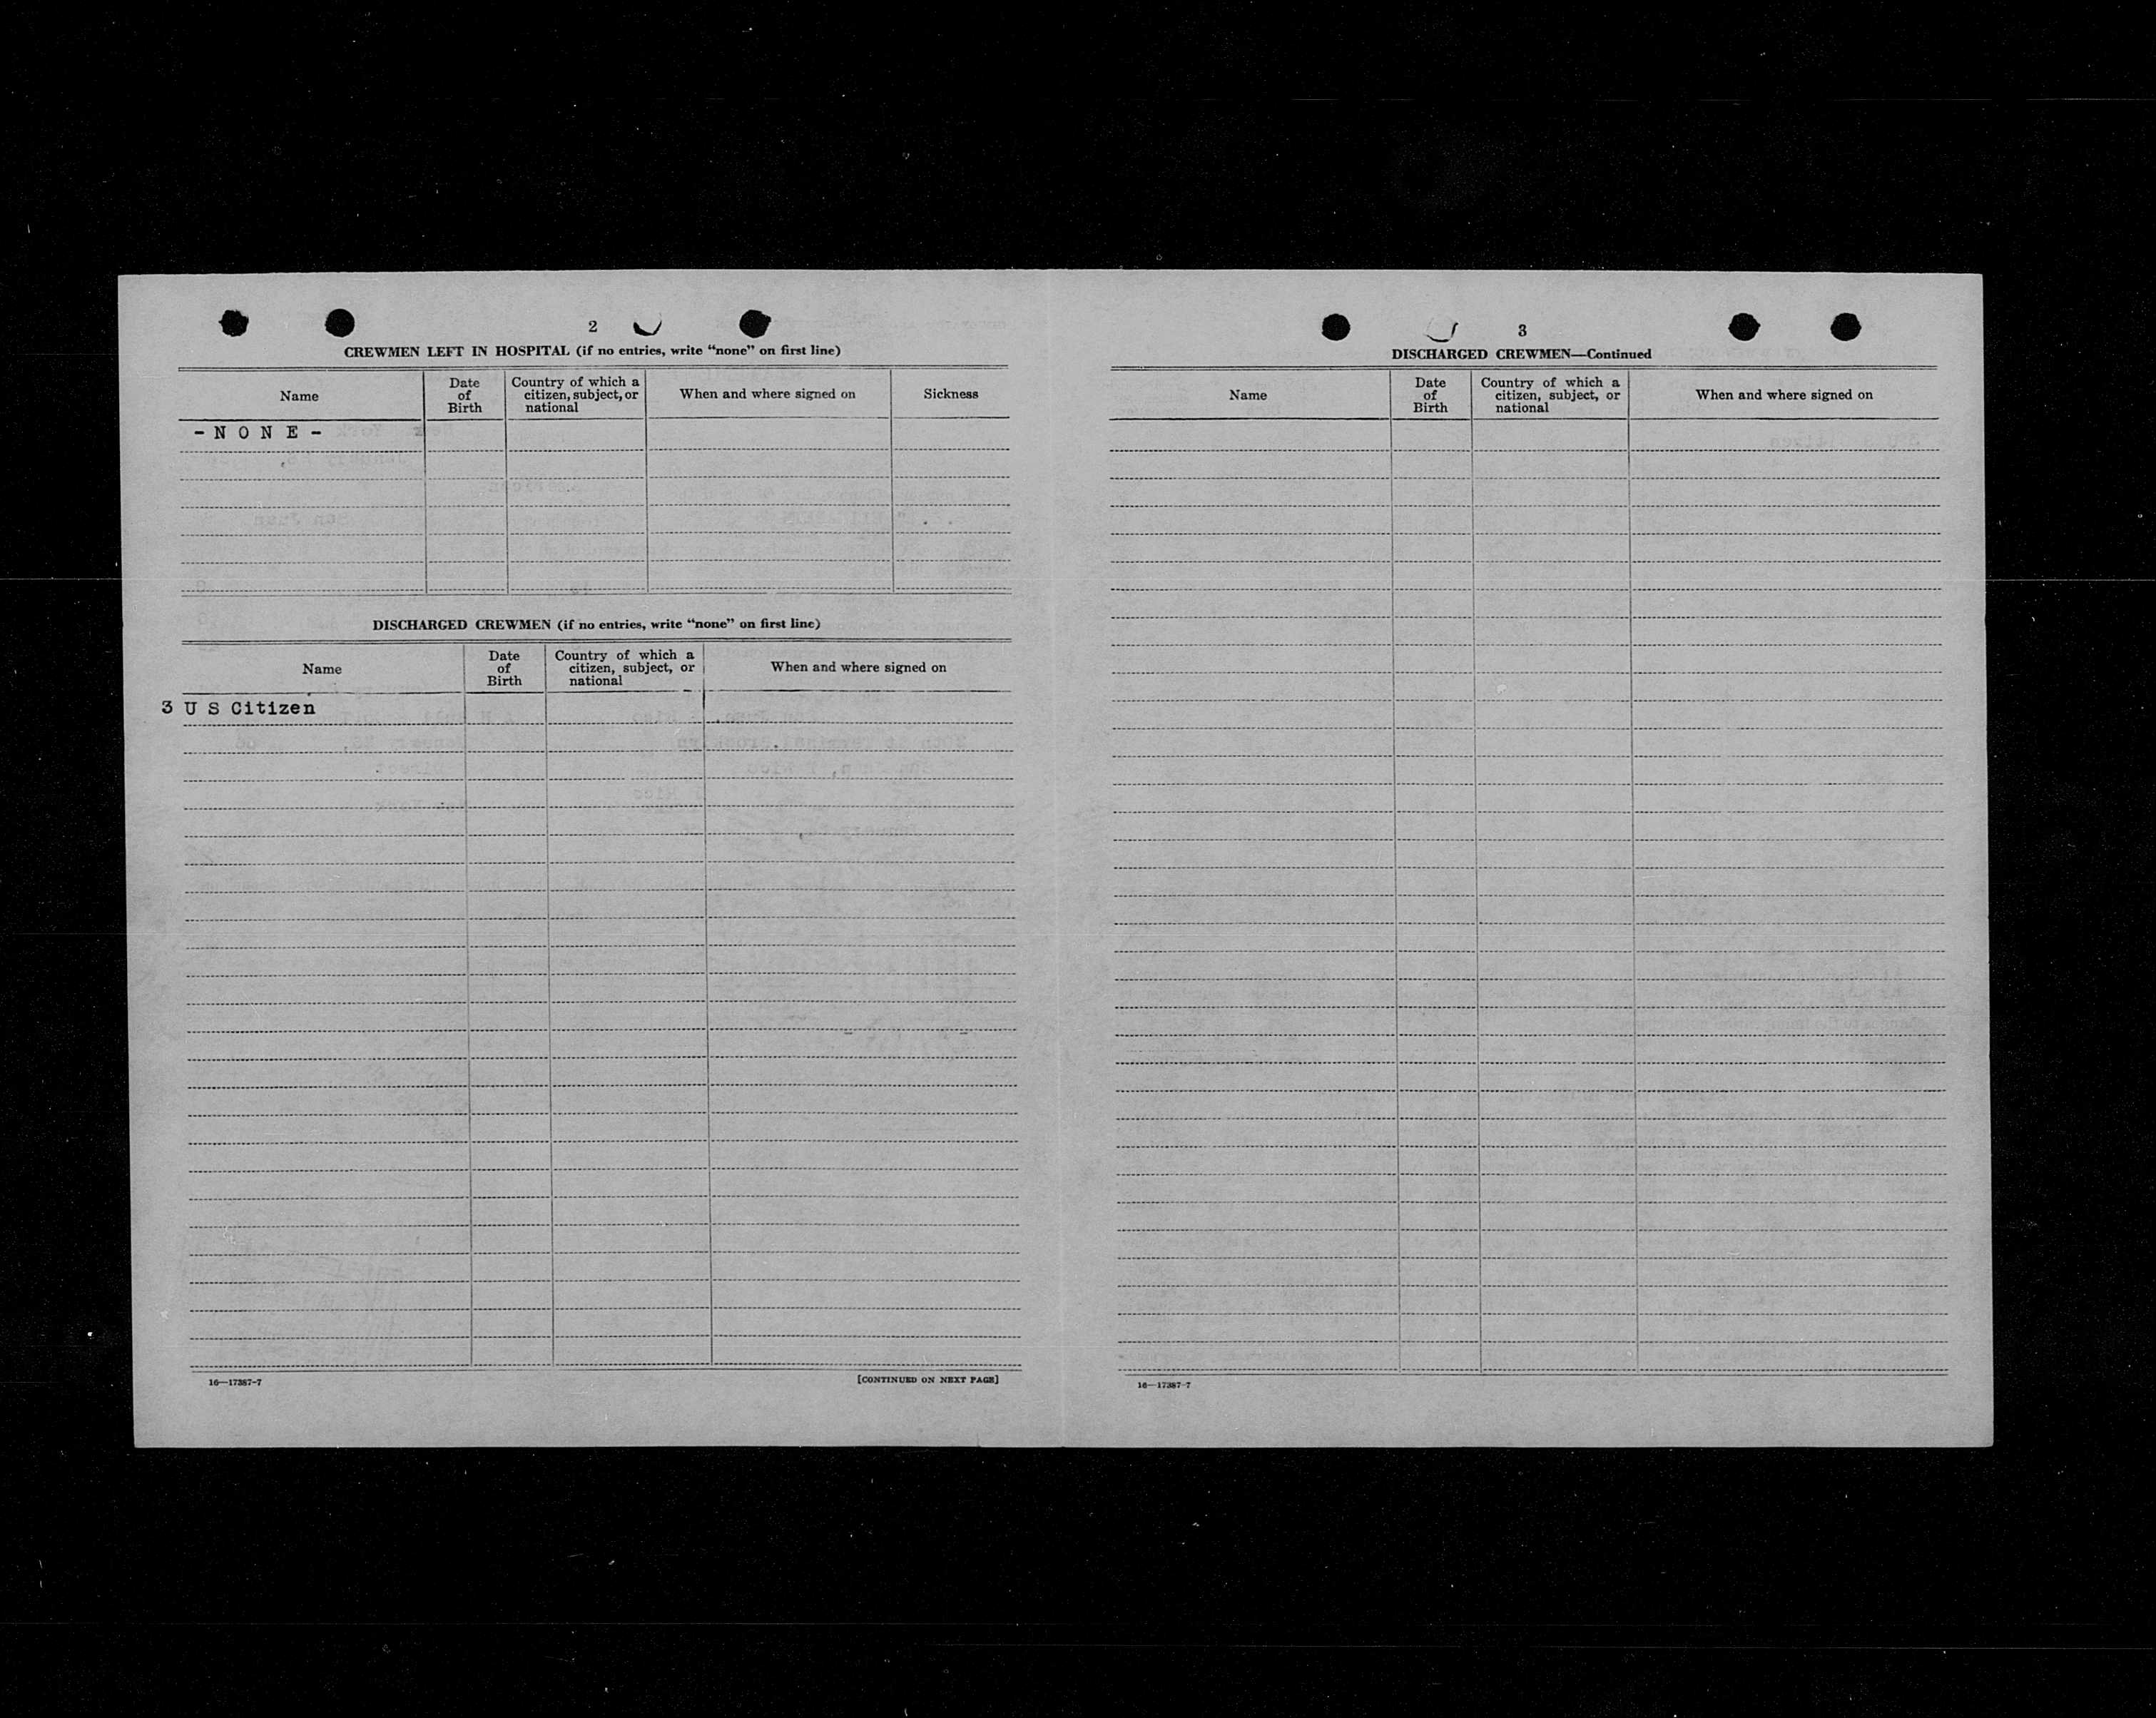 2
CREWMEN LEFT IN HOSPITAL (if no entries, write “none” on first line)
Name
Date of Birth
Country of which a citizen, subject, or national
When and where signed on
Sickness
- N O N E -
DISCHARGED CREWMEN (if no entries, write “none” on first line)
Name
Date of Birth
Country of which a citizen, subject, or national
When and where signed on
3 U S Citizen
16—17387-7
[CONTINUED ON NEXT PAGE]
3
DISCHARGED CREWMEN—Continued
Name
Date of Birth
Country of which a citizen, subject, or national
When and where signed on
16—17387-7